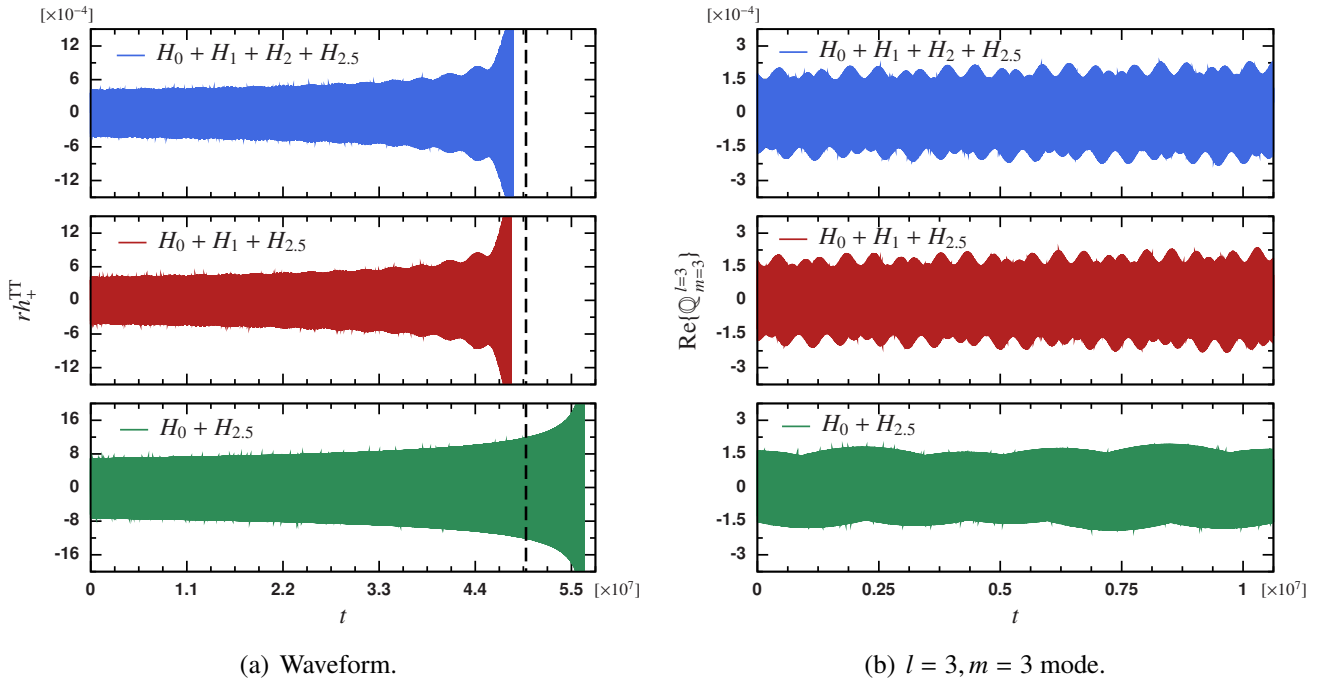 [×10⁻⁴]
12
6
0
-6
-12
H₀ + H₁ + H₂ + H₂.₅
12
6
0
-6
-12
H₀ + H₁ + H₂.₅
rh₊ᵀᵀ
16
8
0
-8
-16
H₀ + H₂.₅
0 1.1 2.2 3.3 4.4 5.5 [×10⁷]
t
(a) Waveform.
[×10⁻⁴]
3
1.5
0
-1.5
-3
H₀ + H₁ + H₂ + H₂.₅
3
1.5
0
-1.5
-3
H₀ + H₁ + H₂.₅
Re{ℚ^{l=3}_{m=3}}
3
1.5
0
-1.5
-3
H₀ + H₂.₅
0 0.25 0.5 0.75 1 [×10⁷]
t
(b) l = 3, m = 3 mode.